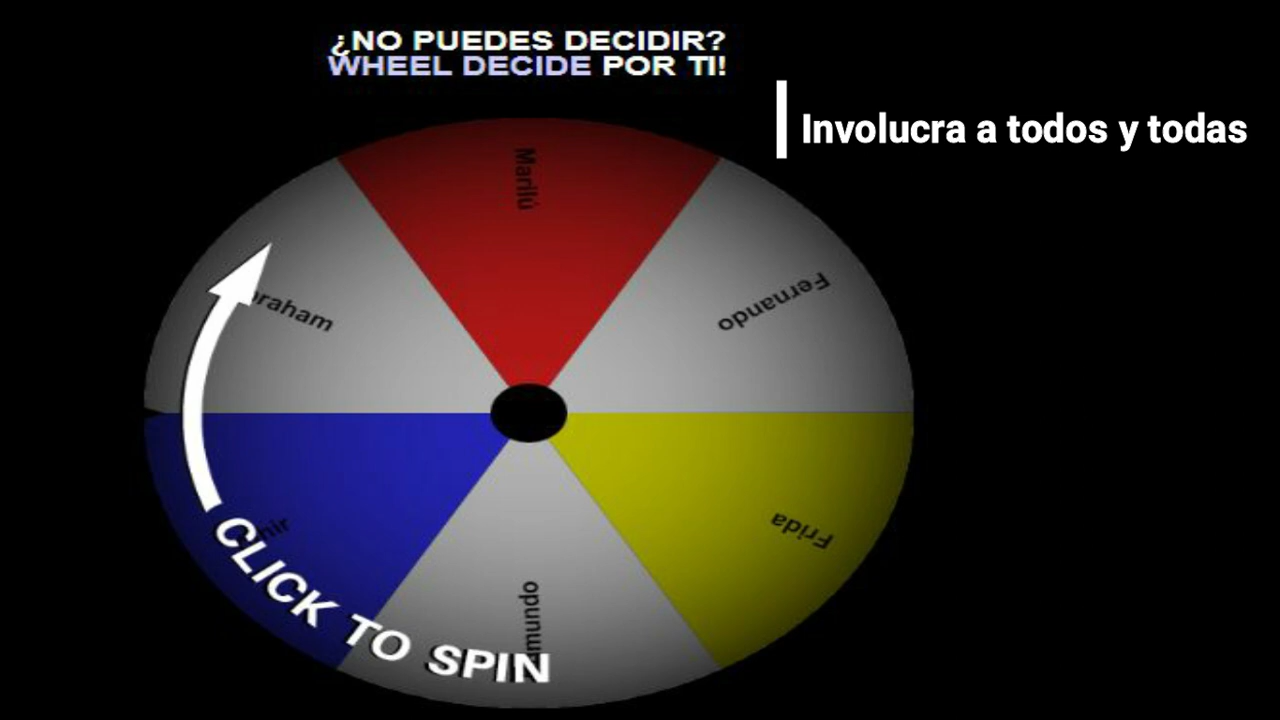 ¿NO PUEDES DECIDIR?
WHEEL DECIDE POR TI!
Involucra a todos y todas
Marilú
Fernando
Frida
CLICK TO SPIN